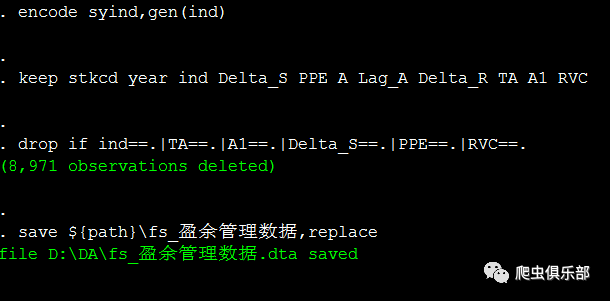 . encode syind,gen(ind)
.
. keep stkcd year ind Delta_S PPE A Lag_A Delta_R TA A1 RVC
.
. drop if ind==.|TA==.|A1==.|Delta_S==.|PPE==.|RVC==.
(8,971 observations deleted)
.
. save ${path}\fs_盈余管理数据,replace
file D:\DA\fs_盈余管理数据.dta saved
爬虫俱乐部